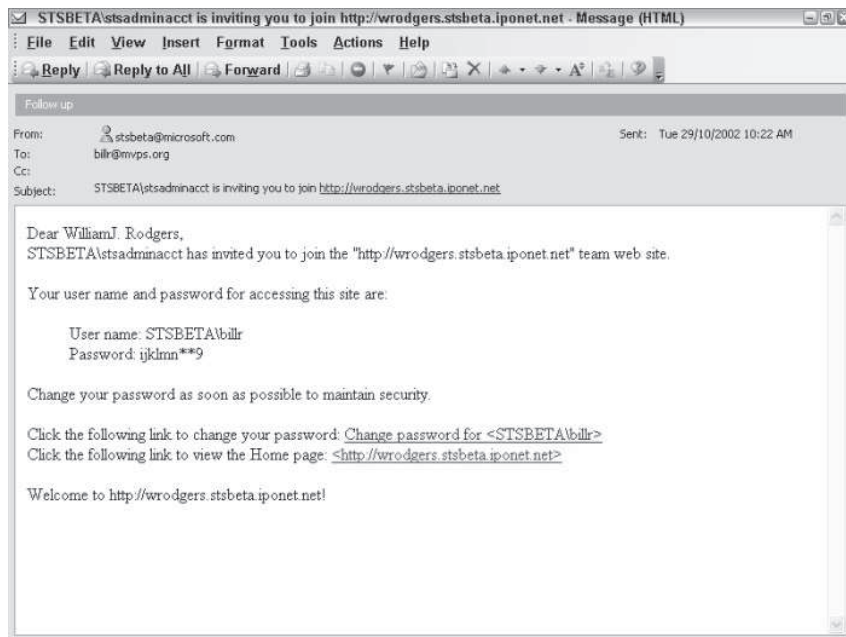 STSBETA\stsadminacct is inviting you to join http://wrodgers.stsbeta.iponet.net - Message (HTML)
File Edit View Insert Format Tools Actions Help
Reply Reply to All Forward
Follow up
From: stsbeta@microsoft.com Sent: Tue 29/10/2002 10:22 AM
To: billr@mvps.org
Cc:
Subject: STSBETA\stsadminacct is inviting you to join http://wrodgers.stsbeta.iponet.net
Dear WilliamJ. Rodgers,
STSBETA\stsadminacct has invited you to join the "http://wrodgers.stsbeta.iponet.net" team web site.
Your user name and password for accessing this site are:
User name: STSBETA\billr
Password: ijklmn**9
Change your password as soon as possible to maintain security.
Click the following link to change your password: Change password for <STSBETA\billr>
Click the following link to view the Home page: <http://wrodgers.stsbeta.iponet.net>
Welcome to http://wrodgers.stsbeta.iponet.net!